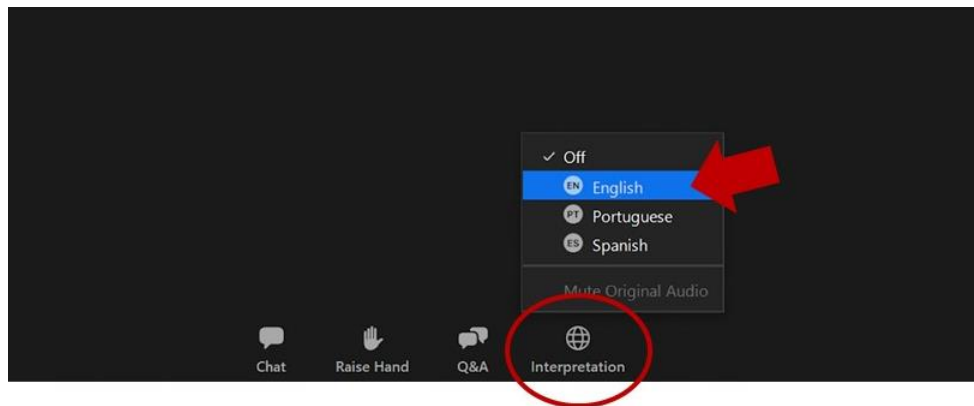 Off
EN English
PT Portuguese
ES Spanish
Mute Original Audio
Chat Raise Hand Q&A Interpretation